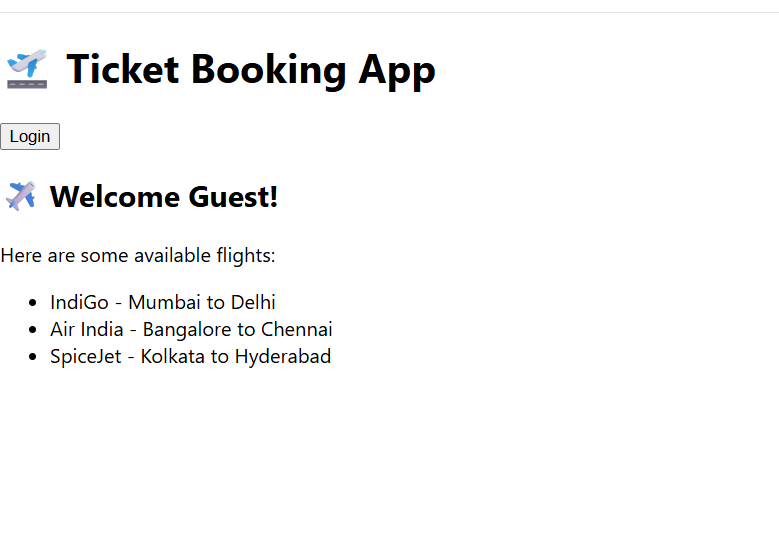 Ticket Booking App
Login
Welcome Guest!
Here are some available flights:
IndiGo - Mumbai to Delhi
Air India - Bangalore to Chennai
SpiceJet - Kolkata to Hyderabad